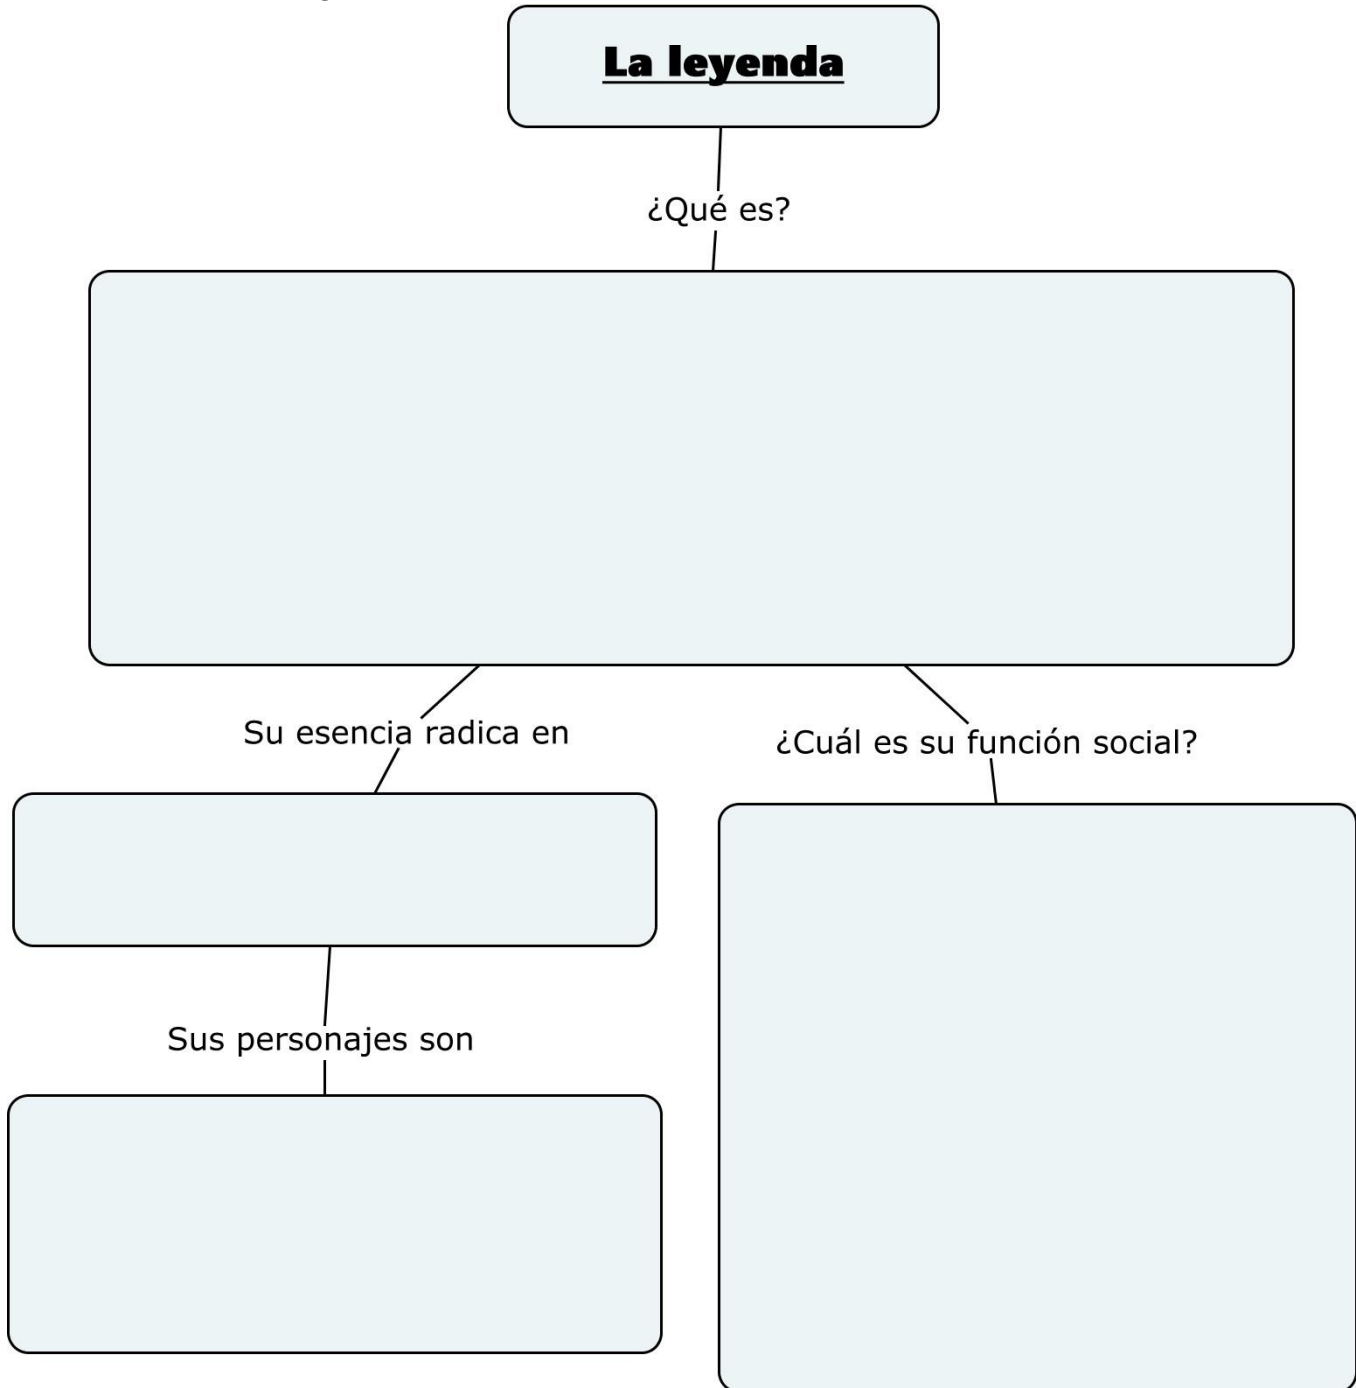 La leyenda
¿Qué es?
Su esencia radica en
¿Cuál es su función social?
Sus personajes son